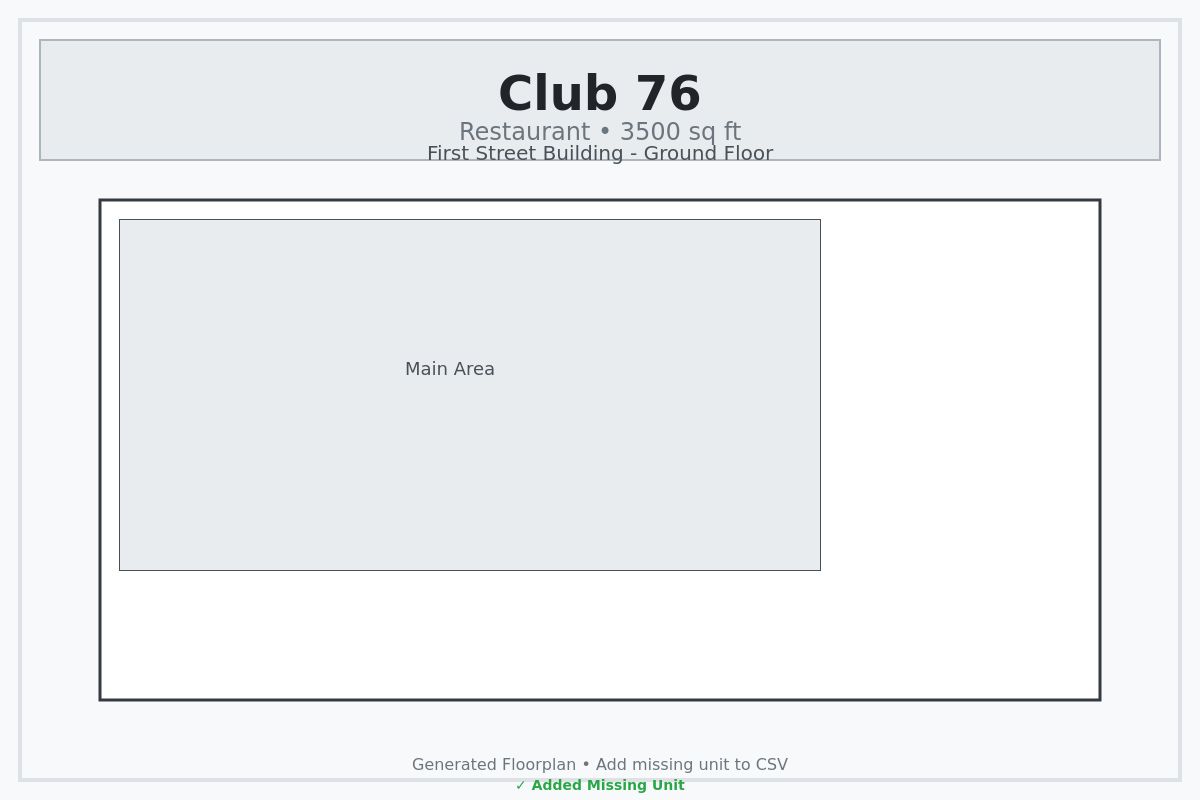 Club 76
Restaurant • 3500 sq ft
First Street Building - Ground Floor
Main Area
Generated Floorplan • Add missing unit to CSV
✓ Added Missing Unit